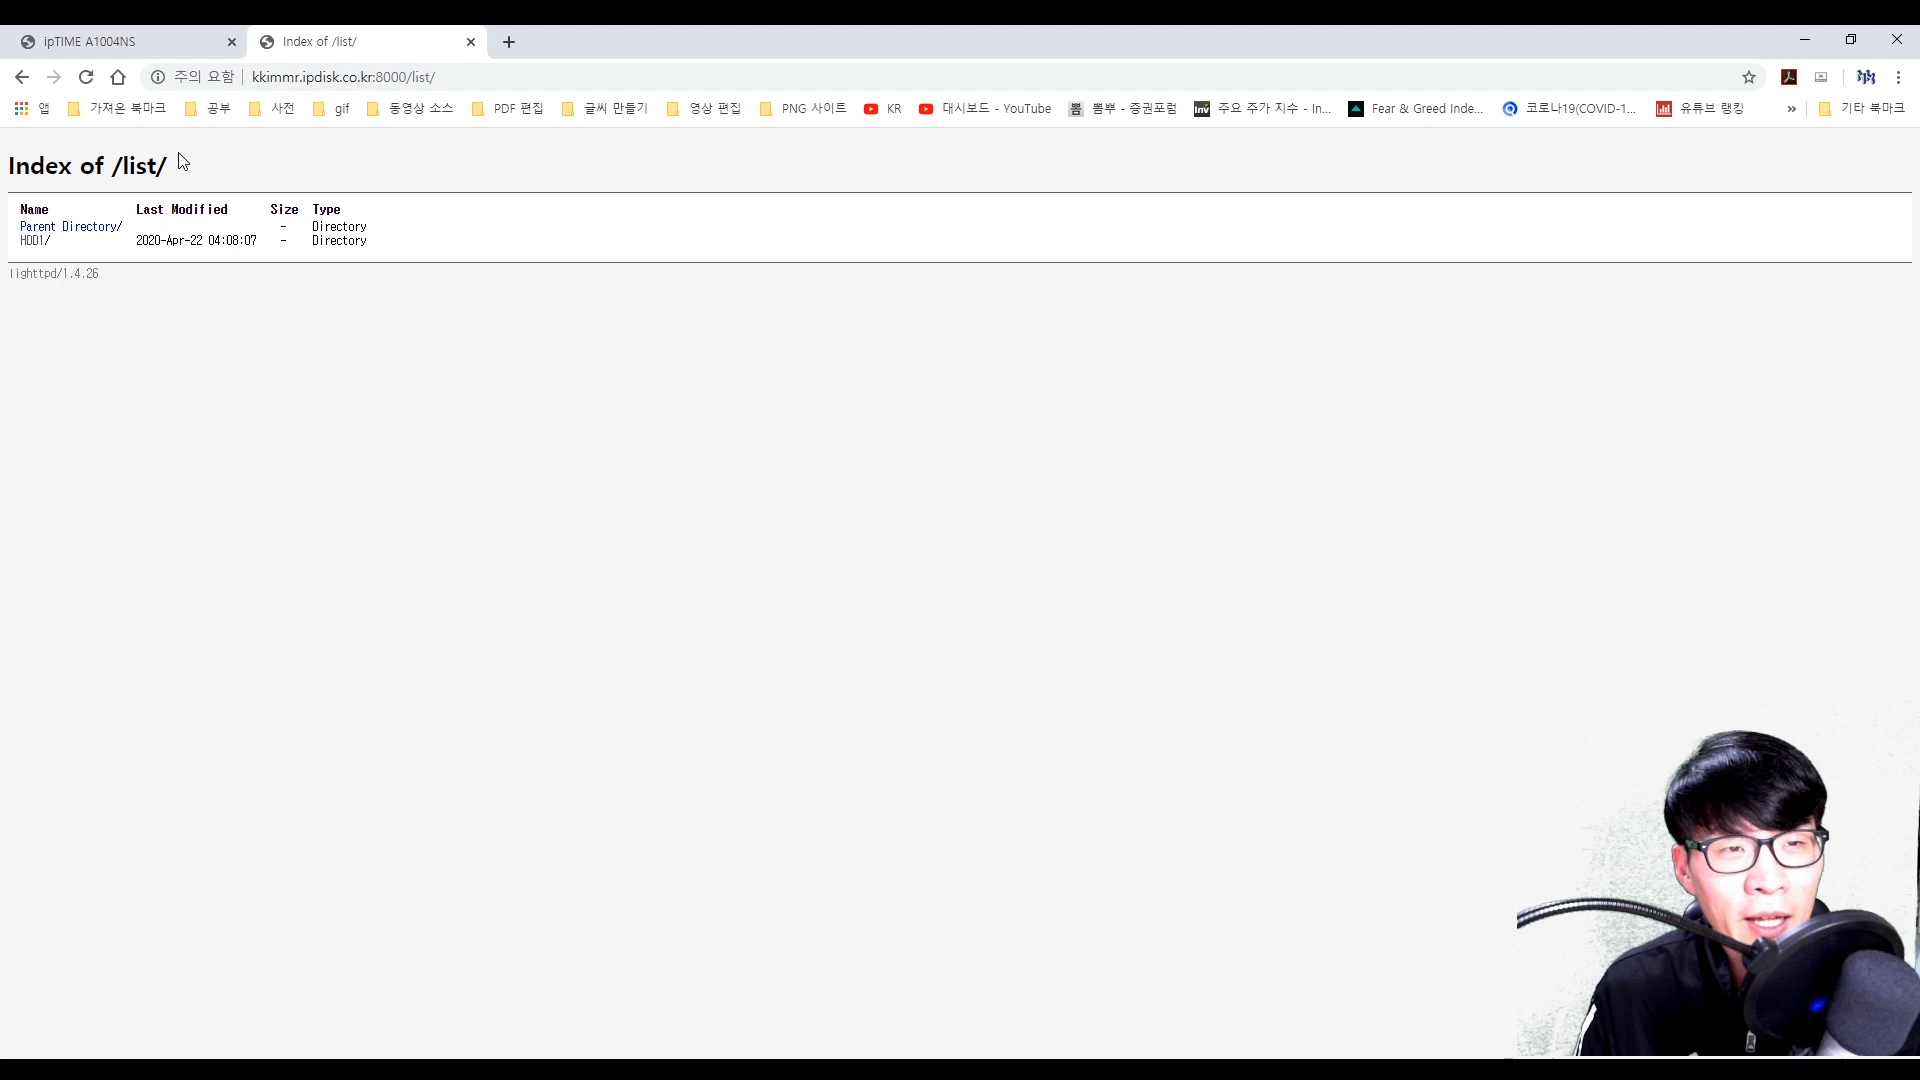 ipTIME A1004NS
Index of /list/
주의 요함 kkimmr.ipdisk.co.kr:8000/list/
앱 가져온 북마크 공부 사전 gif 동영상 소스 PDF 편집 글씨 만들기 영상 편집 PNG 사이트 KR 대시보드 - YouTube 뽐 뽐뿌 - 증권포럼 Inv 주요 주가 지수 - In... Fear & Greed Inde... 코로나19(COVID-1... 유튜브 랭킹 » 기타 북마크
Index of /list/
Name Last Modified Size Type
Parent Directory/ - Directory
HDD1/ 2020-Apr-22 04:08:07 - Directory
lighttpd/1.4.26